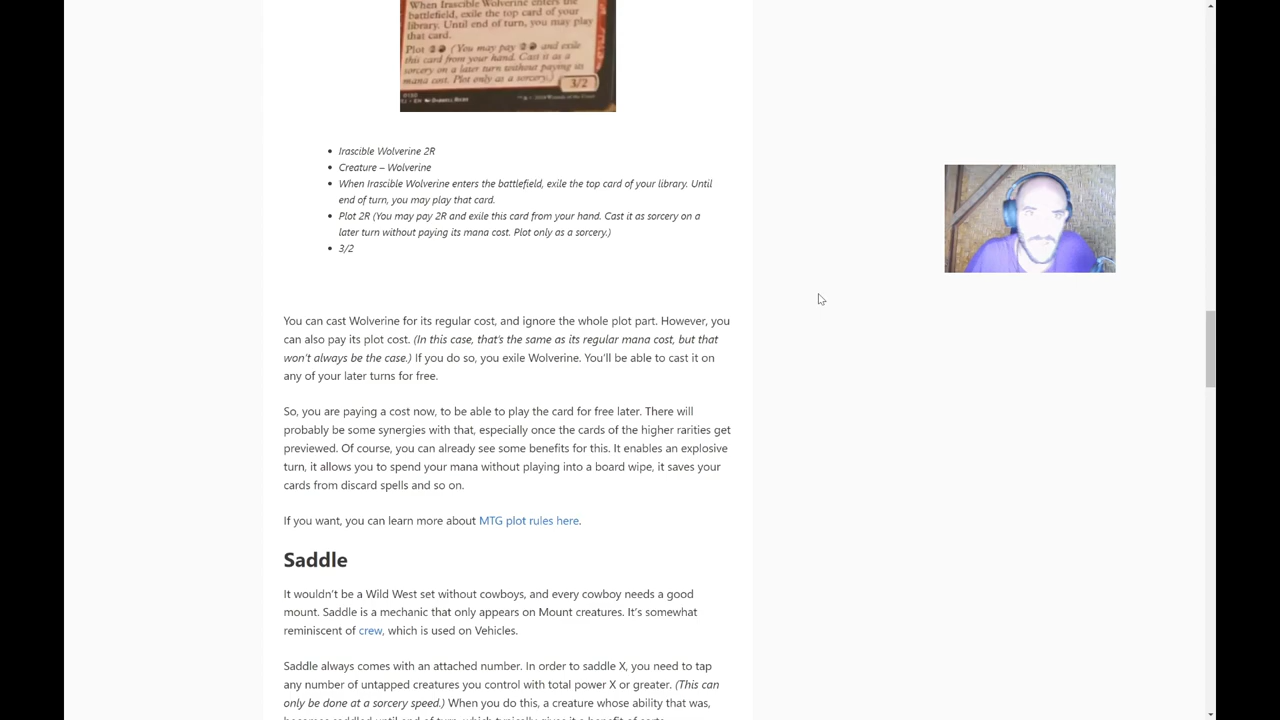 When Irascible Wolverine enters the
battlefield, exile the top card of your
library. Until end of turn, you may play
that card.
Plot (You may pay and exile
this card from your hand. Cast it as a
sorcery on a later turn without paying its
mana cost. Plot only as a sorcery.)
3/2
Irascible Wolverine 2R
Creature – Wolverine
When Irascible Wolverine enters the battlefield, exile the top card of your library. Until
end of turn, you may play that card.
Plot 2R (You may pay 2R and exile this card from your hand. Cast it as sorcery on a
later turn without paying its mana cost. Plot only as a sorcery.)
3/2
You can cast Wolverine for its regular cost, and ignore the whole plot part. However, you
can also pay its plot cost. (In this case, that's the same as its regular mana cost, but that
won't always be the case.) If you do so, you exile Wolverine. You'll be able to cast it on
any of your later turns for free.
So, you are paying a cost now, to be able to play the card for free later. There will
probably be some synergies with that, especially once the cards of the higher rarities get
previewed. Of course, you can already see some benefits for this. It enables an explosive
turn, it allows you to spend your mana without playing into a board wipe, it saves your
cards from discard spells and so on.
If you want, you can learn more about MTG plot rules here.
Saddle
It wouldn't be a Wild West set without cowboys, and every cowboy needs a good
mount. Saddle is a mechanic that only appears on Mount creatures. It's somewhat
reminiscent of crew, which is used on Vehicles.
Saddle always comes with an attached number. In order to saddle X, you need to tap
any number of untapped creatures you control with total power X or greater. (This can
only be done at a sorcery speed.) When you do this, a creature whose ability that was,